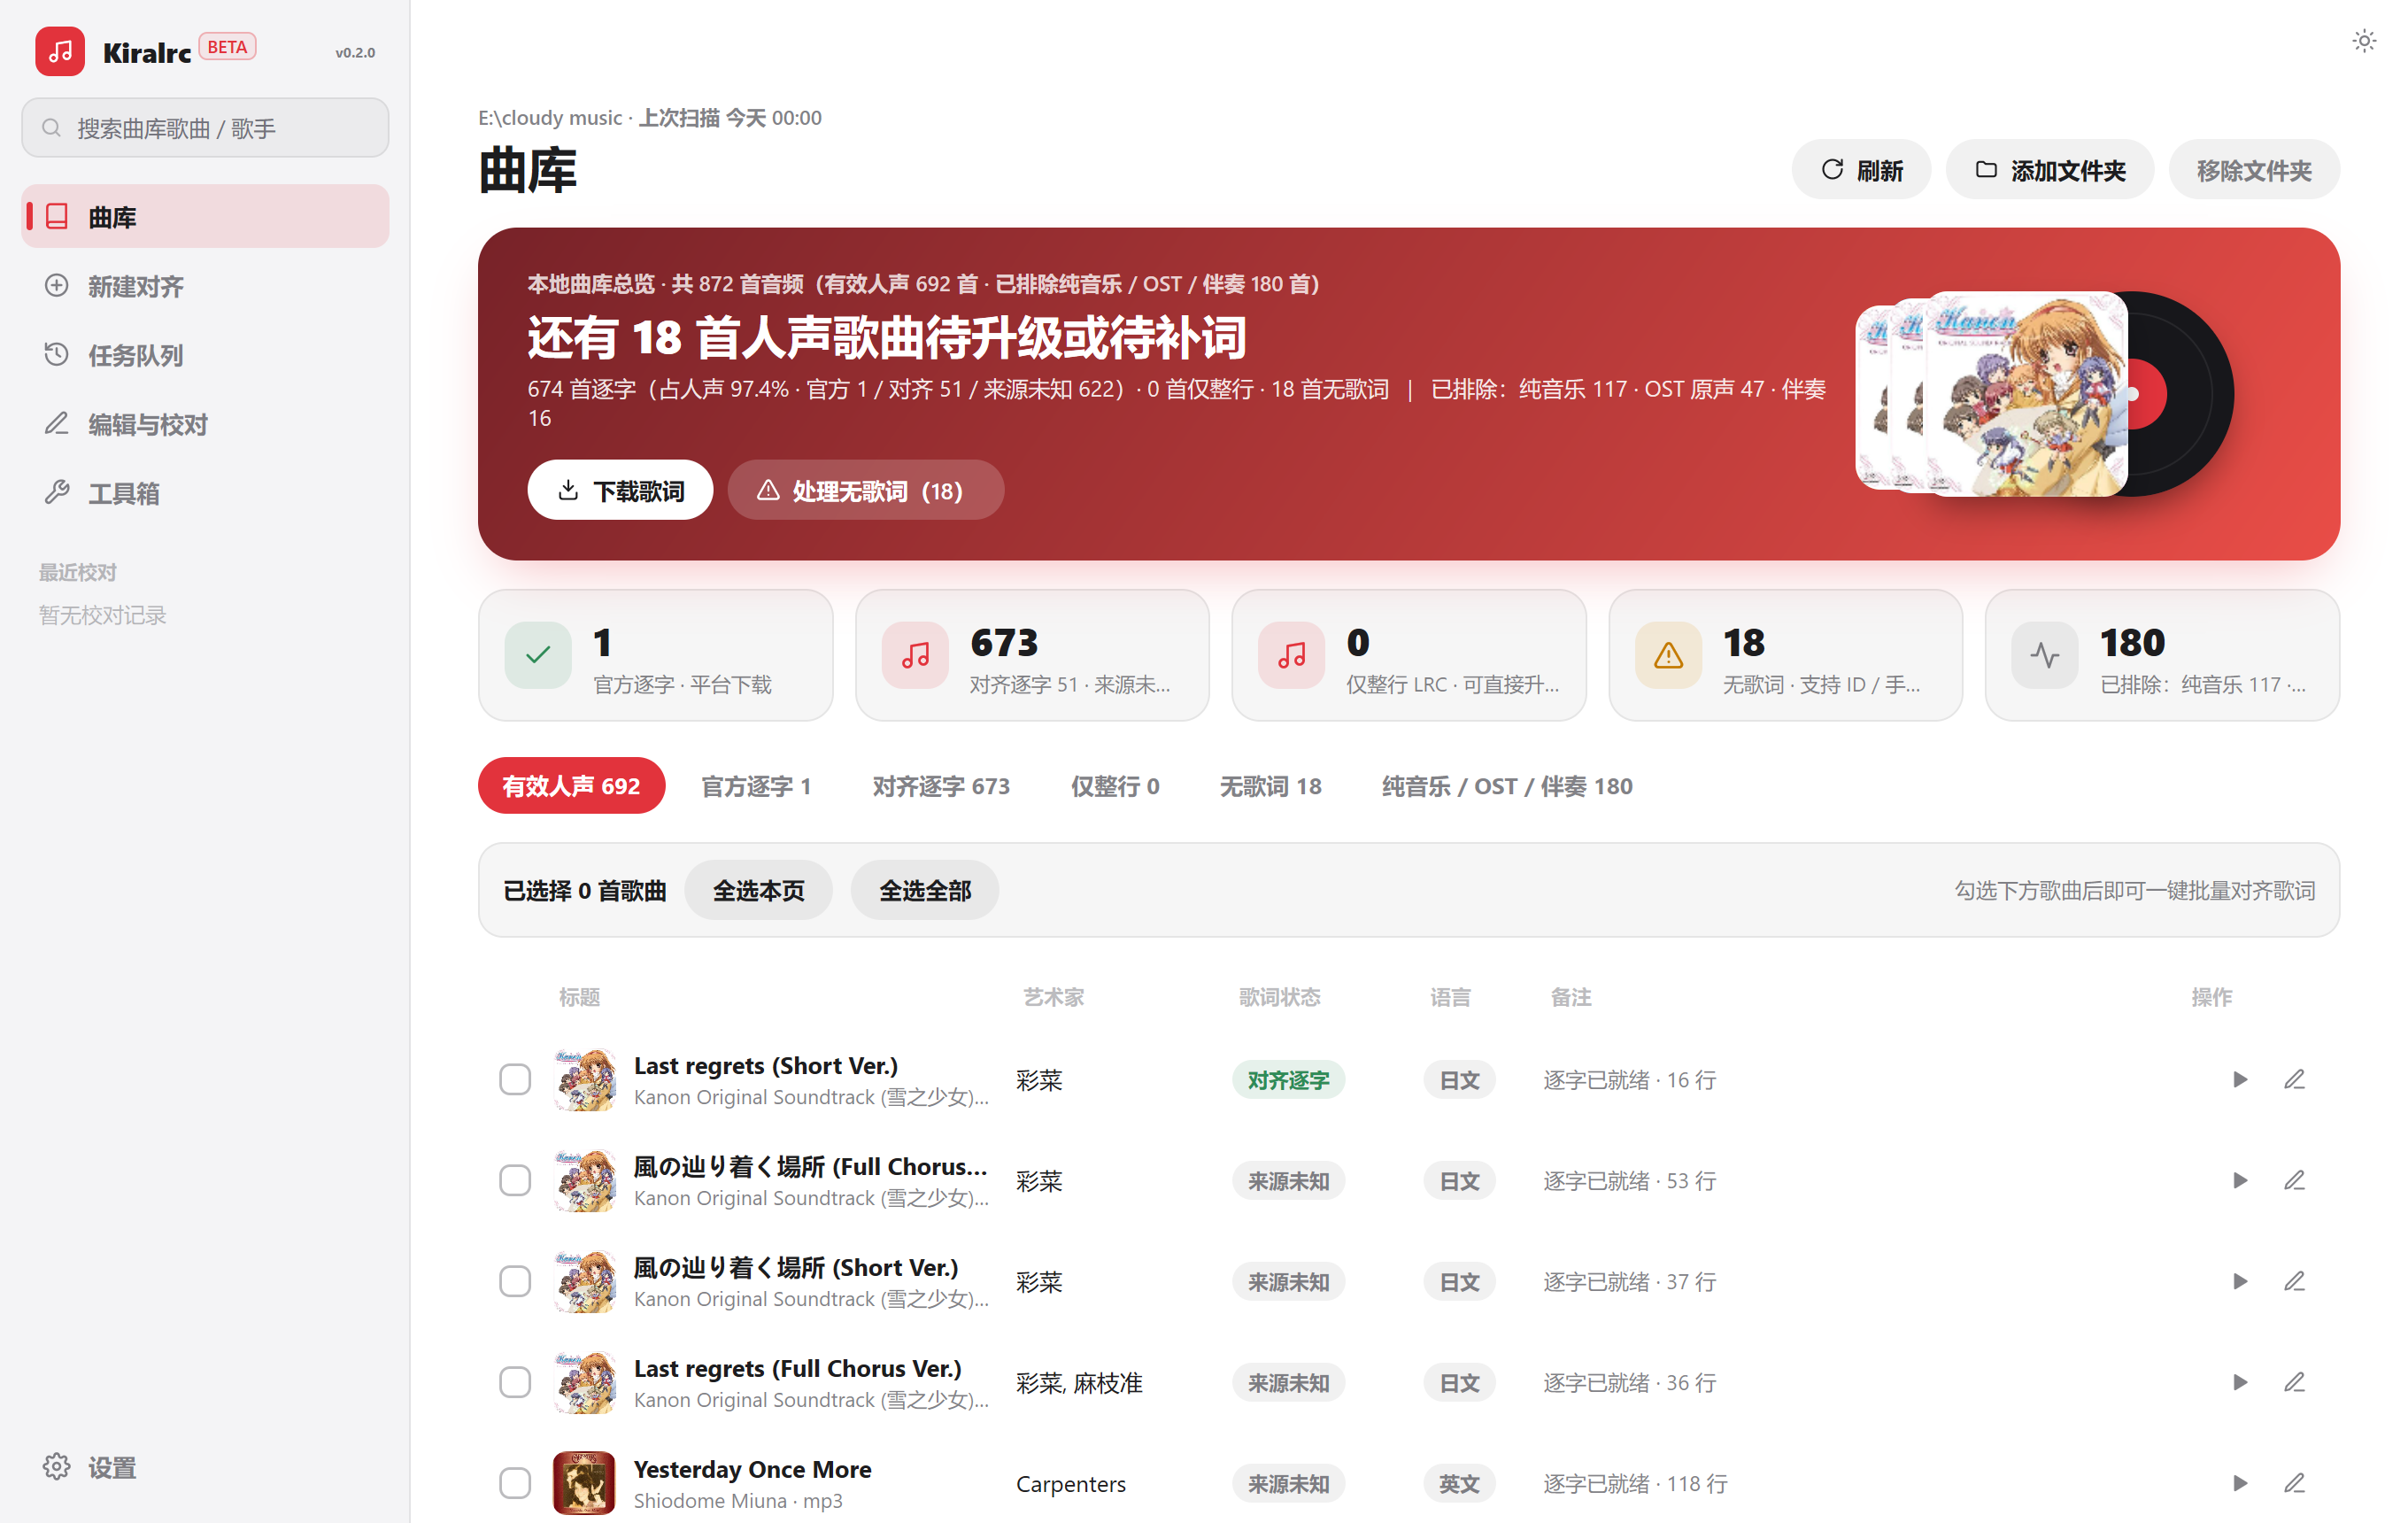 Kiralrc BETA v0.2.0
搜索曲库歌曲 / 歌手
曲库
新建对齐
任务队列
编辑与校对
工具箱
最近校对
暂无校对记录
设置
E:\cloudy music · 上次扫描 今天 00:00
曲库
刷新
添加文件夹
移除文件夹
本地曲库总览 · 共 872 首音频（有效人声 692 首 · 已排除纯音乐 / OST / 伴奏 180 首）
还有 18 首人声歌曲待升级或待补词
674 首逐字（占人声 97.4% · 官方 1 / 对齐 51 / 来源未知 622）· 0 首仅整行 · 18 首无歌词 ｜ 已排除：纯音乐 117 · OST 原声 47 · 伴奏
16
下载歌词
处理无歌词（18）
Kanon
1
官方逐字 · 平台下载
673
对齐逐字 51 · 来源未...
0
仅整行 LRC · 可直接升...
18
无歌词 · 支持 ID / 手...
180
已排除：纯音乐 117 ·...
有效人声 692
官方逐字 1
对齐逐字 673
仅整行 0
无歌词 18
纯音乐 / OST / 伴奏 180
已选择 0 首歌曲
全选本页
全选全部
勾选下方歌曲后即可一键批量对齐歌词
标题 艺术家 歌词状态 语言 备注 操作
Last regrets (Short Ver.)
Kanon Original Soundtrack (雪之少女)...
彩菜
对齐逐字
日文
逐字已就绪 · 16 行
風の辿り着く場所 (Full Chorus...
Kanon Original Soundtrack (雪之少女)...
彩菜
来源未知
日文
逐字已就绪 · 53 行
風の辿り着く場所 (Short Ver.)
Kanon Original Soundtrack (雪之少女)...
彩菜
来源未知
日文
逐字已就绪 · 37 行
Last regrets (Full Chorus Ver.)
Kanon Original Soundtrack (雪之少女)...
彩菜, 麻枝准
来源未知
日文
逐字已就绪 · 36 行
Yesterday Once More
Shiodome Miuna · mp3
Carpenters
来源未知
英文
逐字已就绪 · 118 行